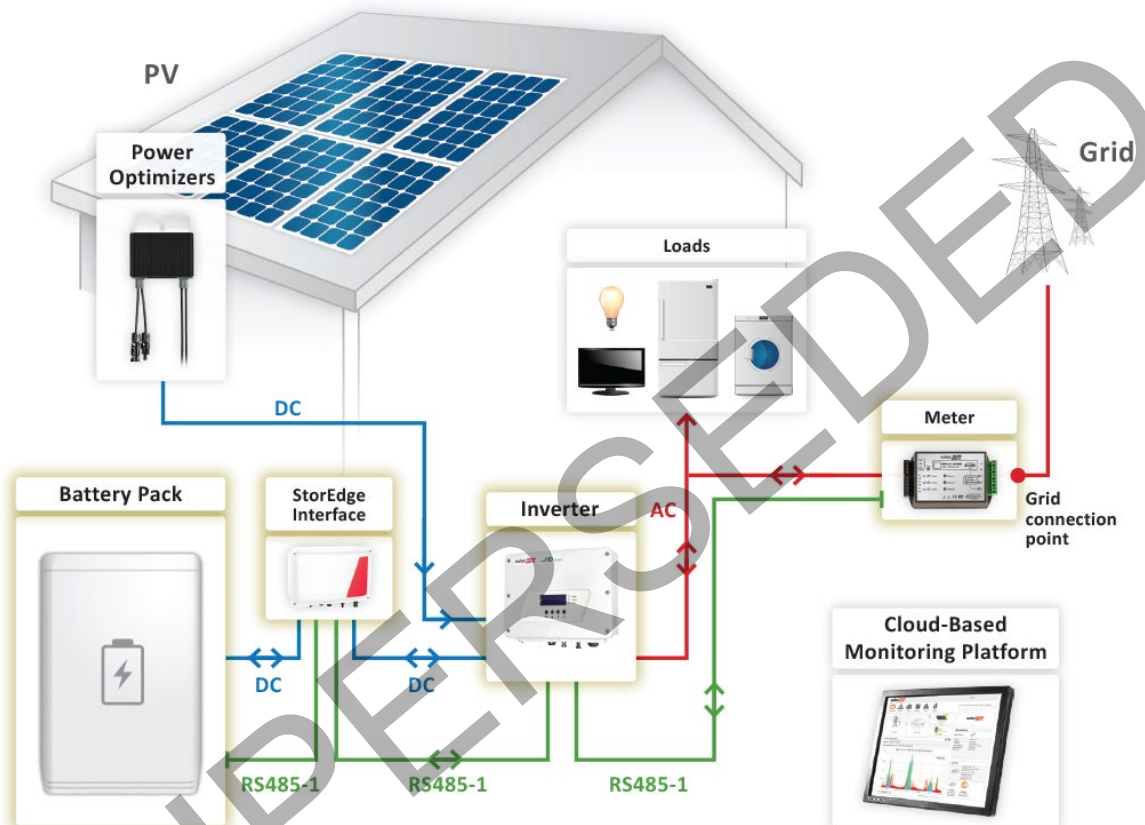 PV
Power
Optimizers
Grid
Loads
DC
Meter
Battery Pack
StorEdge
Interface
Inverter
AC
Grid
connection
point
Cloud-Based
Monitoring Platform
DC
DC
RS485-1
RS485-1
RS485-1
NDERSEDED